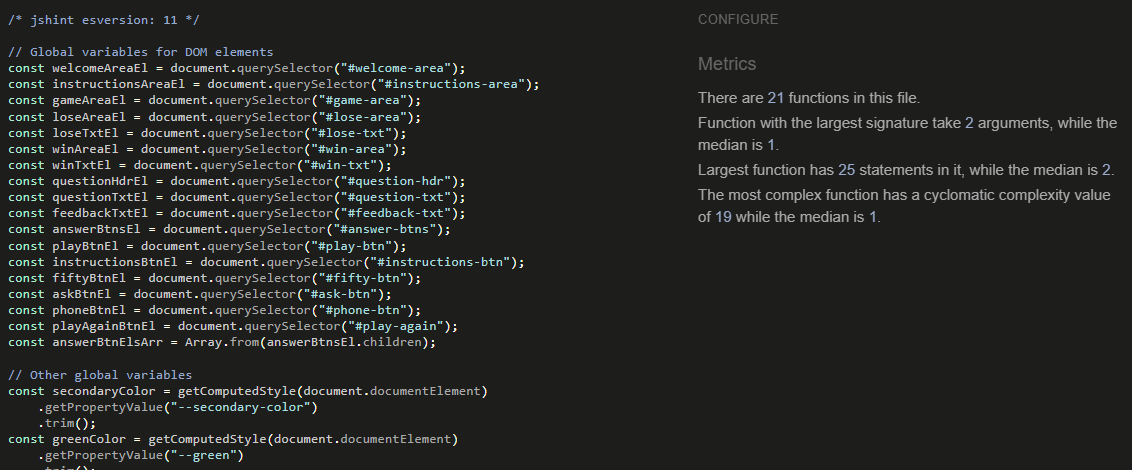 /* jshint esversion: 11 */
// Global variables for DOM elements
const welcomeAreaEl = document.querySelector("#welcome-area");
const instructionsAreaEl = document.querySelector("#instructions-area");
const gameAreaEl = document.querySelector("#game-area");
const loseAreaEl = document.querySelector("#lose-area");
const loseTxtEl = document.querySelector("#lose-txt");
const winAreaEl = document.querySelector("#win-area");
const winTxtEl = document.querySelector("#win-txt");
const questionHdrEl = document.querySelector("#question-hdr");
const questionTxtEl = document.querySelector("#question-txt");
const feedbackTxtEl = document.querySelector("#feedback-txt");
const answerBtnsEl = document.querySelector("#answer-btns");
const playBtnEl = document.querySelector("#play-btn");
const instructionsBtnEl = document.querySelector("#instructions-btn");
const fiftyBtnEl = document.querySelector("#fifty-btn");
const askBtnEl = document.querySelector("#ask-btn");
const phoneBtnEl = document.querySelector("#phone-btn");
const playAgainBtnEl = document.querySelector("#play-again");
const answerBtnElsArr = Array.from(answerBtnsEl.children);
// Other global variables
const secondaryColor = getComputedStyle(document.documentElement)
    .getPropertyValue("--secondary-color")
    .trim();
const greenColor = getComputedStyle(document.documentElement)
    .getPropertyValue("--green")
    .trim();
CONFIGURE
Metrics
There are 21 functions in this file.
Function with the largest signature take 2 arguments, while the
median is 1.
Largest function has 25 statements in it, while the median is 2.
The most complex function has a cyclomatic complexity value
of 19 while the median is 1.